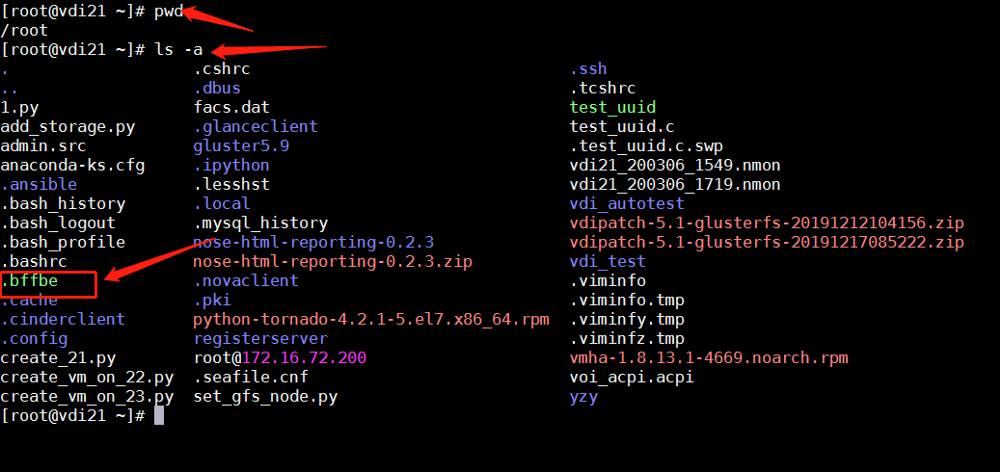 [root@vdi21 ~]# pwd
/root
[root@vdi21 ~]# ls -a
. .cshrc .ssh
.. .dbus .tcshrc
1.py facs.dat test_uuid
add_storage.py .glanceclient test_uuid.c
admin.src gluster5.9 .test_uuid.c.swp
anaconda-ks.cfg .ipython vdi21_200306_1549.nmon
.ansible .lesshst vdi21_200306_1719.nmon
.bash_history .local vdi_autotest
.bash_logout .mysql_history vdipatch-5.1-glusterfs-20191212104156.zip
.bash_profile nose-html-reporting-0.2.3 vdipatch-5.1-glusterfs-20191217085222.zip
.bashrc nose-html-reporting-0.2.3.zip vdi_test
.bffbe .novaclient .viminfo
.cache .pki .viminfo.tmp
.cinderclient python-tornado-4.2.1-5.el7.x86_64.rpm .viminfy.tmp
.config registerserver .viminfz.tmp
create_21.py root@172.16.72.200 vmha-1.8.13.1-4669.noarch.rpm
create_vm_on_22.py .seafile.cnf voi_acpi.acpi
create_vm_on_23.py set_gfs_node.py yzy
[root@vdi21 ~]#